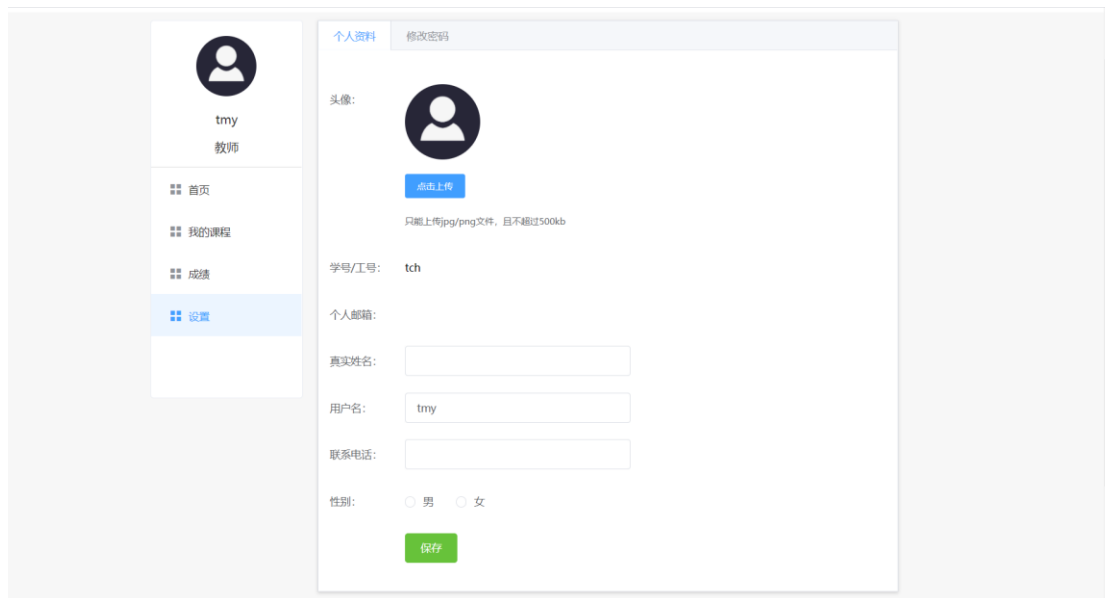 tmy
教师
首页
我的课程
成绩
设置
个人资料 修改密码
头像：
点击上传
只能上传jpg/png文件，且不超过500kb
学号/工号： tch
个人邮箱：
真实姓名：
用户名： tmy
联系电话：
性别： 男 女
保存